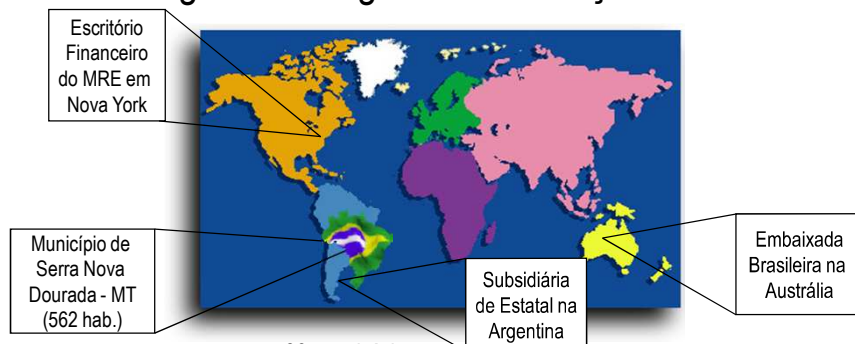 Escritório
Financeiro
do MRE em
Nova York
Município de
Serra Nova
Dourada - MT
(562 hab.)
Subsidiária
de Estatal na
Argentina
Embaixada
Brasileira na
Austrália